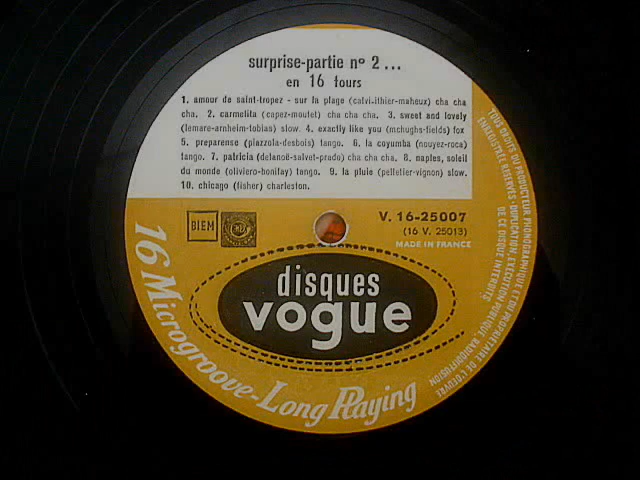 surprise-partie nº 2 ...
en 16 tours
1. amour de saint-tropez - sur la plage (calvi-ithier-maheux) cha cha
cha. 2. carmelita (capez-moutet) cha cha cha. 3. sweet and lovely
(lemare-arnheim-tobias) slow. 4. exactly like you (mchughs-fields) fox
5. preparense (piazzola-desbois) tango. 6. la coyumba (nouyez-roca)
tango. 7. patricia (delanoë-salvet-prado) cha cha cha. 8. naples, soleil
du monde (oliviero-bonifay) tango. 9. la pluie (pelletier-vignon) slow.
10. chicago (fisher) charleston.
BIEM
V. 16-25007
(16 V. 25013)
MADE IN FRANCE
disques
vogue
16 Microgroove-Long Playing
TOUS DROITS DU PRODUCTEUR PHONOGRAPHIQUE ET DU PROPRIETAIRE DE L'OEUVRE
ENREGISTRÉE RESERVES - DUPLICATION, EXECUTION PUBLIQUE, RADIODIFFUSION
DE CE DISQUE INTERDITS